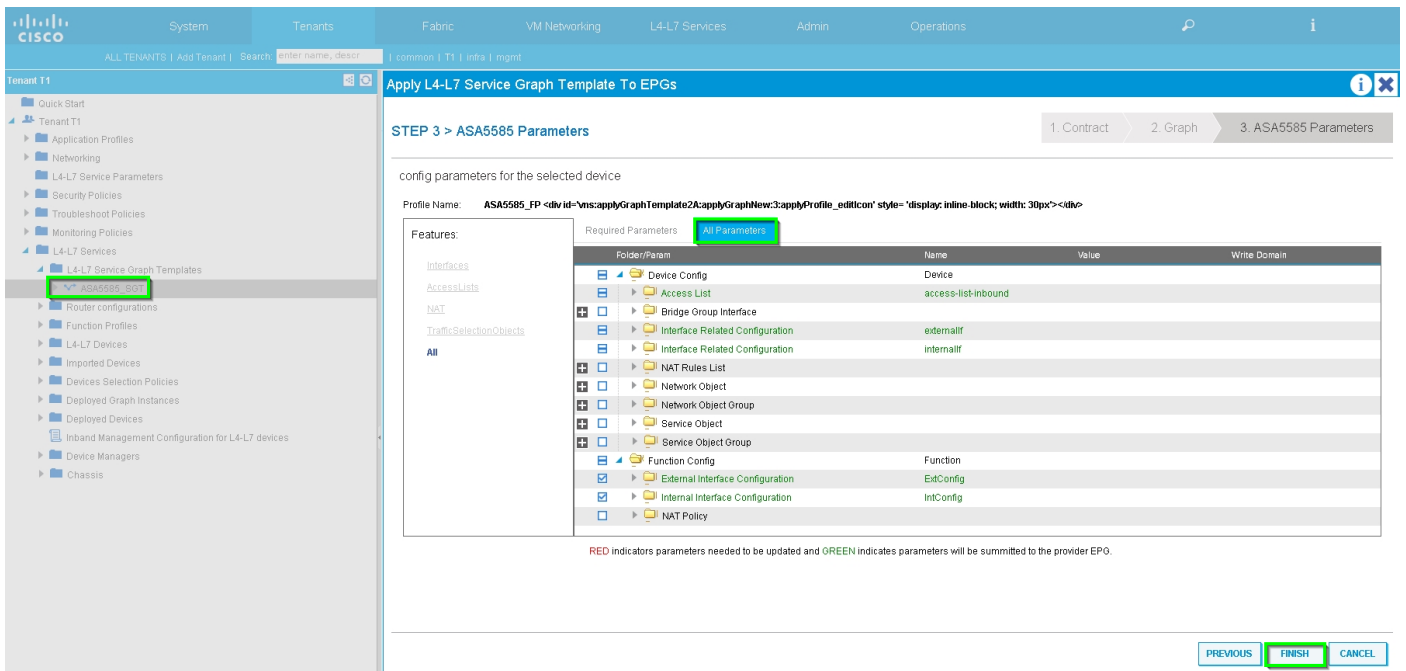 CISCO
System Tenants Fabric VM Networking L4-L7 Services Admin Operations i
ALL TENANTS | Add Tenant | Search: enter name, descr | common | T1 | infra | mgmt
Tenant T1
Quick Start
Tenant T1
Application Profiles
Networking
L4-L7 Service Parameters
Security Policies
Troubleshoot Policies
Monitoring Policies
L4-L7 Services
L4-L7 Service Graph Templates
ASA5585_SGT
Router configurations
Function Profiles
L4-L7 Devices
Imported Devices
Devices Selection Policies
Deployed Graph Instances
Deployed Devices
Inband Management Configuration for L4-L7 devices
Device Managers
Chassis
Apply L4-L7 Service Graph Template To EPGs i
STEP 3 > ASA5585 Parameters
1. Contract 2. Graph 3. ASA5585 Parameters
config parameters for the selected device
Profile Name: ASA5585_FP <div id='vns:applyGraphTemplate2A:applyGraphNew:3:applyProfile_editIcon' style= 'display: inline-block; width: 30px'></div>
Features:
Interfaces
AccessLists
NAT
TrafficSelectionObjects
All
Required Parameters All Parameters
Folder/Param Name Value Write Domain
Device Config Device
Access List access-list-inbound
Bridge Group Interface
Interface Related Configuration externalIf
Interface Related Configuration internalIf
NAT Rules List
Network Object
Network Object Group
Service Object
Service Object Group
Function Config Function
External Interface Configuration ExtConfig
Internal Interface Configuration IntConfig
NAT Policy
RED indicators parameters needed to be updated and GREEN indicates parameters will be summitted to the provider EPG.
PREVIOUS FINISH CANCEL